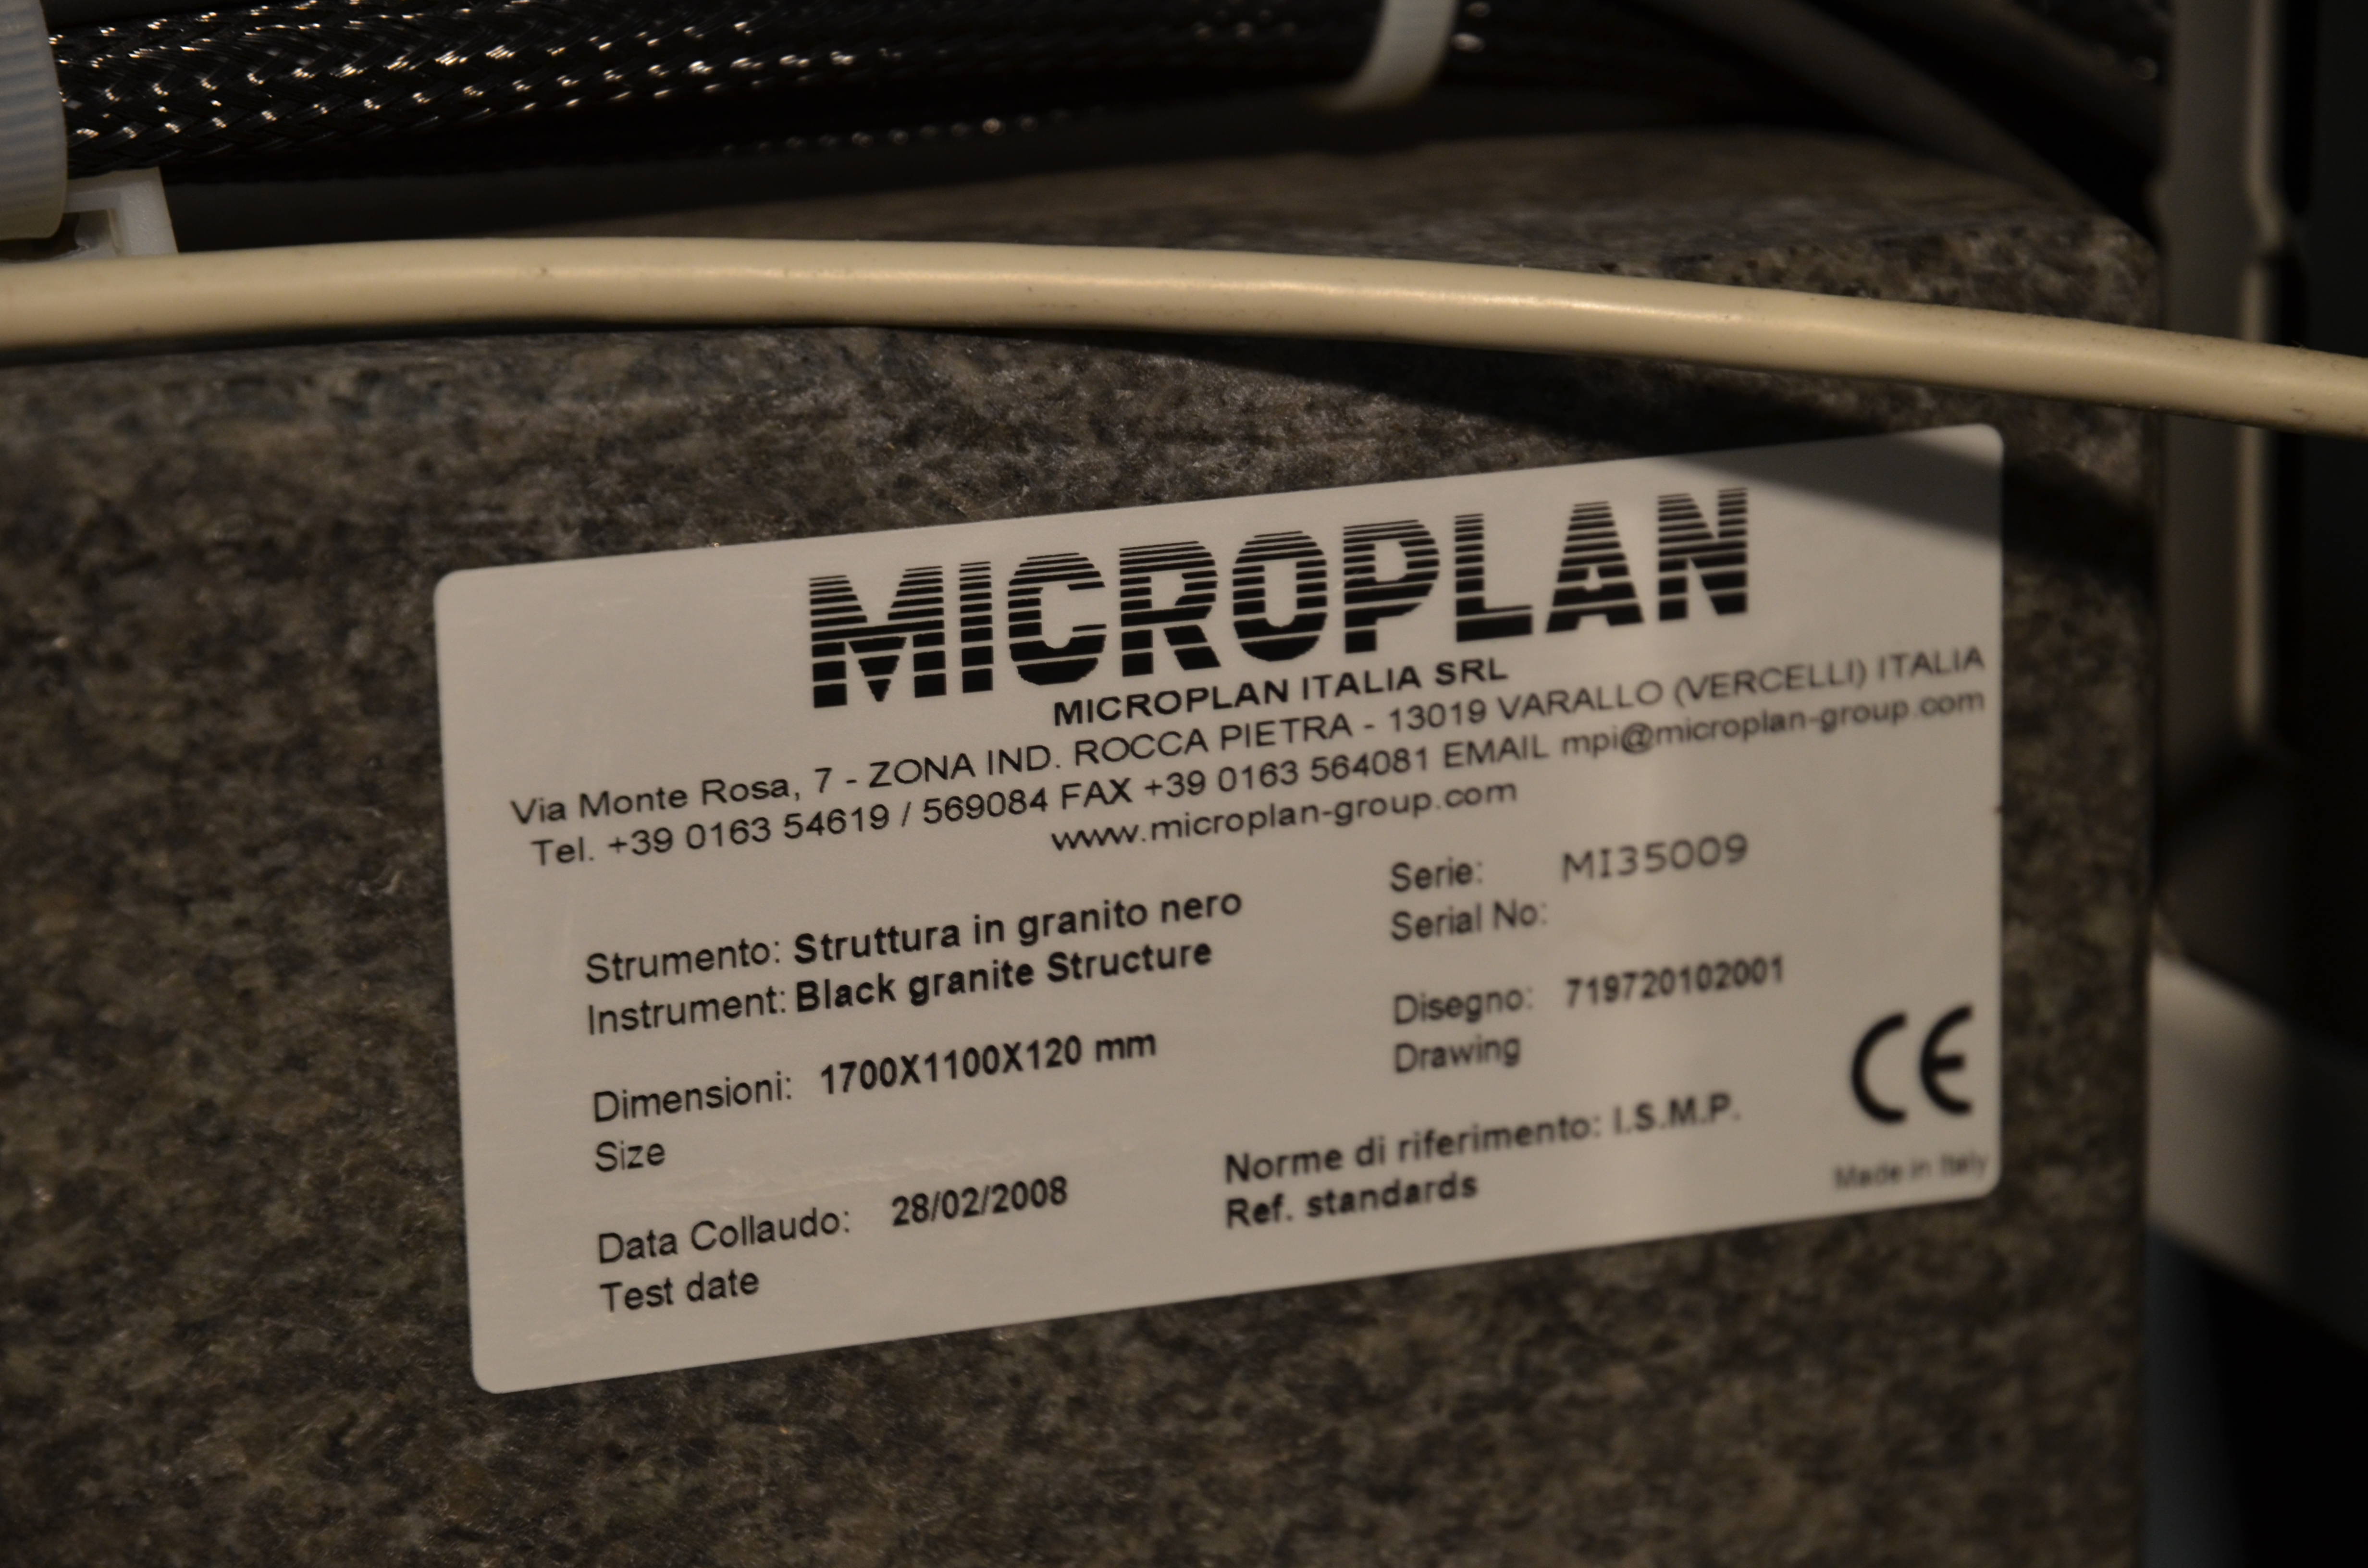 MICROPLAN
MICROPLAN ITALIA SRL
Via Monte Rosa, 7 - ZONA IND. ROCCA PIETRA - 13019 VARALLO (VERCELLI) ITALIA
Tel. +39 0163 54619 / 569084 FAX +39 0163 564081 EMAIL mpi@microplan-group.com
www.microplan-group.com
Strumento: Struttura in granito nero
Instrument: Black granite Structure
Serie: MI35009
Serial No:
Dimensioni: 1700X1100X120 mm
Size
Disegno: 719720102001
Drawing
Data Collaudo: 28/02/2008
Test date
Norme di riferimento: I.S.M.P.
Ref. standards
CE
Made in Italy